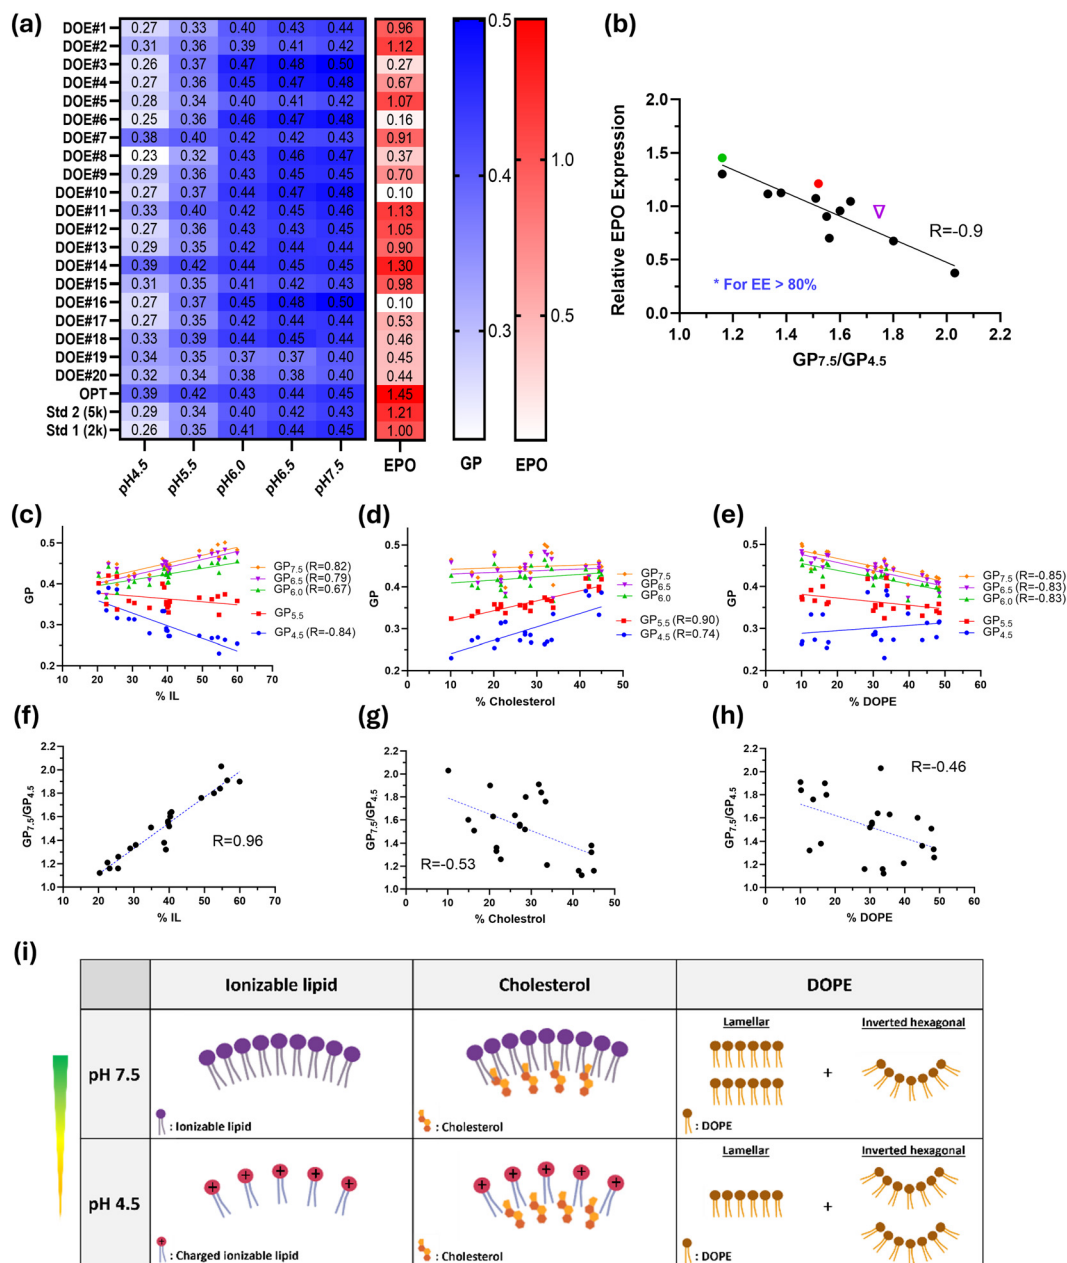 (a)
DOE#1 0.27 0.33 0.40 0.43 0.44 0.96
DOE#2 0.31 0.36 0.39 0.41 0.42 1.12
DOE#3 0.26 0.37 0.47 0.48 0.50 0.27
DOE#4 0.27 0.36 0.45 0.47 0.48 0.67
DOE#5 0.28 0.34 0.40 0.41 0.42 1.07
DOE#6 0.25 0.36 0.46 0.47 0.48 0.16
DOE#7 0.38 0.40 0.42 0.42 0.43 0.91
DOE#8 0.23 0.32 0.43 0.46 0.47 0.37
DOE#9 0.29 0.36 0.42 0.43 0.44 0.70
DOE#10 0.27 0.37 0.44 0.47 0.48 0.10
DOE#11 0.33 0.40 0.42 0.45 0.46 1.13
DOE#12 0.27 0.36 0.43 0.43 0.45 1.05
DOE#13 0.29 0.35 0.42 0.44 0.44 0.90
DOE#14 0.39 0.42 0.44 0.45 0.45 1.30
DOE#15 0.31 0.35 0.41 0.42 0.43 0.98
DOE#16 0.27 0.37 0.45 0.48 0.50 0.10
DOE#17 0.27 0.35 0.42 0.44 0.44 0.53
DOE#18 0.33 0.39 0.44 0.45 0.45 0.46
DOE#19 0.34 0.35 0.37 0.37 0.40 0.45
DOE#20 0.32 0.34 0.38 0.38 0.40 0.44
OPT 0.39 0.42 0.43 0.44 0.45 1.45
Std 2 (5k) 0.29 0.34 0.40 0.42 0.43 1.21
Std 1 (2k) 0.26 0.35 0.41 0.44 0.45 1.00
pH4.5 pH5.5 pH6.0 pH6.5 pH7.5 EPO
0.5
0.4
0.3
GP
1.0
0.5
EPO
(b)
Relative EPO Expression
2.0
1.5
1.0
0.5
0.0
R=-0.9
* For EE > 80%
1.0 1.2 1.4 1.6 1.8 2.0 2.2
GP7.5/GP4.5
(c)
GP
0.5
0.4
0.3
0.2
10 20 30 40 50 60 70
% IL
GP7.5 (R=0.82)
GP6.5 (R=0.79)
GP6.0 (R=0.67)
GP5.5
GP4.5 (R=-0.84)
(d)
GP
0.5
0.4
0.3
0.2
0 10 20 30 40 50
% Cholesterol
GP7.5
GP6.5
GP6.0
GP5.5 (R=0.90)
GP4.5 (R=0.74)
(e)
GP
0.5
0.4
0.3
0.2
0 10 20 30 40 50 60
% DOPE
GP7.5 (R=-0.85)
GP6.5 (R=-0.83)
GP6.0 (R=-0.83)
GP5.5
GP4.5
(f)
GP7.5/GP4.5
2.2
2.0
1.8
1.6
1.4
1.2
1.0
R=0.96
10 20 30 40 50 60 70
% IL
(g)
GP7.5/GP4.5
2.2
2.0
1.8
1.6
1.4
1.2
1.0
R=-0.53
0 10 20 30 40 50
% Cholestrol
(h)
GP7.5/GP4.5
2.2
2.0
1.8
1.6
1.4
1.2
1.0
R=-0.46
0 10 20 30 40 50 60
% DOPE
(i)
Ionizable lipid Cholesterol DOPE
pH 7.5
: Ionizable lipid
: Cholesterol
Lamellar Inverted hexagonal
+
: DOPE
pH 4.5
+ + + + +
+
: Charged ionizable lipid
+ + + + +
: Cholesterol
Lamellar Inverted hexagonal
+
: DOPE